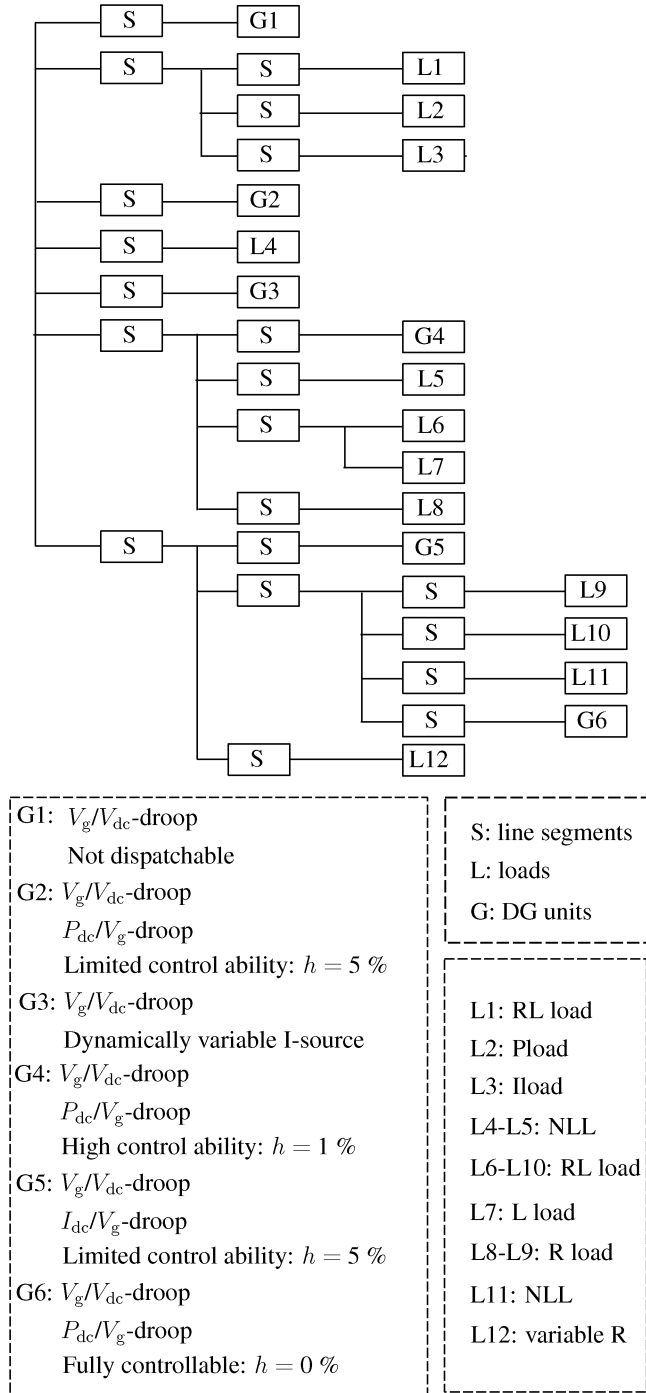 S G1
S S L1
S L2
S L3
S G2
S L4
S G3
S S G4
S L5
S L6
L7
S L8
S S G5
S S L9
S L10
S L11
S G6
S L12
G1: Vg/Vdc-droop
Not dispatchable
G2: Vg/Vdc-droop
Pdc/Vg-droop
Limited control ability: h = 5 %
G3: Vg/Vdc-droop
Dynamically variable I-source
G4: Vg/Vdc-droop
Pdc/Vg-droop
High control ability: h = 1 %
G5: Vg/Vdc-droop
Idc/Vg-droop
Limited control ability: h = 5 %
G6: Vg/Vdc-droop
Pdc/Vg-droop
Fully controllable: h = 0 %
S: line segments
L: loads
G: DG units
L1: RL load
L2: Pload
L3: Iload
L4-L5: NLL
L6-L10: RL load
L7: L load
L8-L9: R load
L11: NLL
L12: variable R